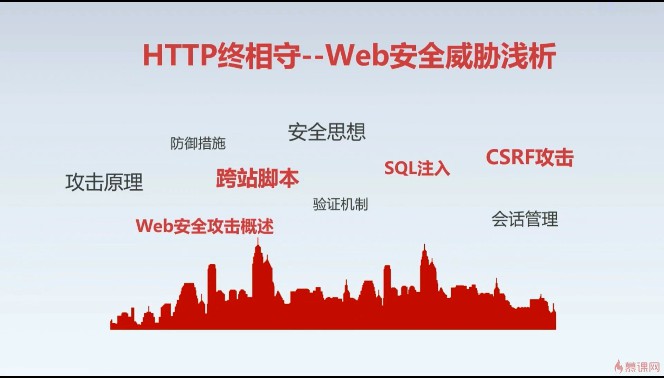 HTTP终相守--Web安全威胁浅析
安全思想
防御措施
CSRF攻击
SQL注入
跨站脚本
攻击原理
验证机制
会话管理
Web安全攻击概述
慕课网